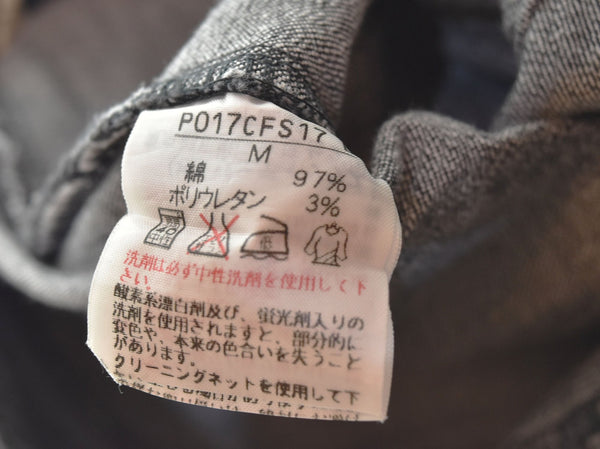 P017CFS17
M
綿 97%
ポリウレタン 3%
低
洗剤は必ず中性洗剤を使用して下
さい。
酸素系漂白剤及び、蛍光剤入りの
洗剤を使用されますと、部分的に
変色や、本来の色合いを失うこと
があります。
クリーニングネットを使用して下